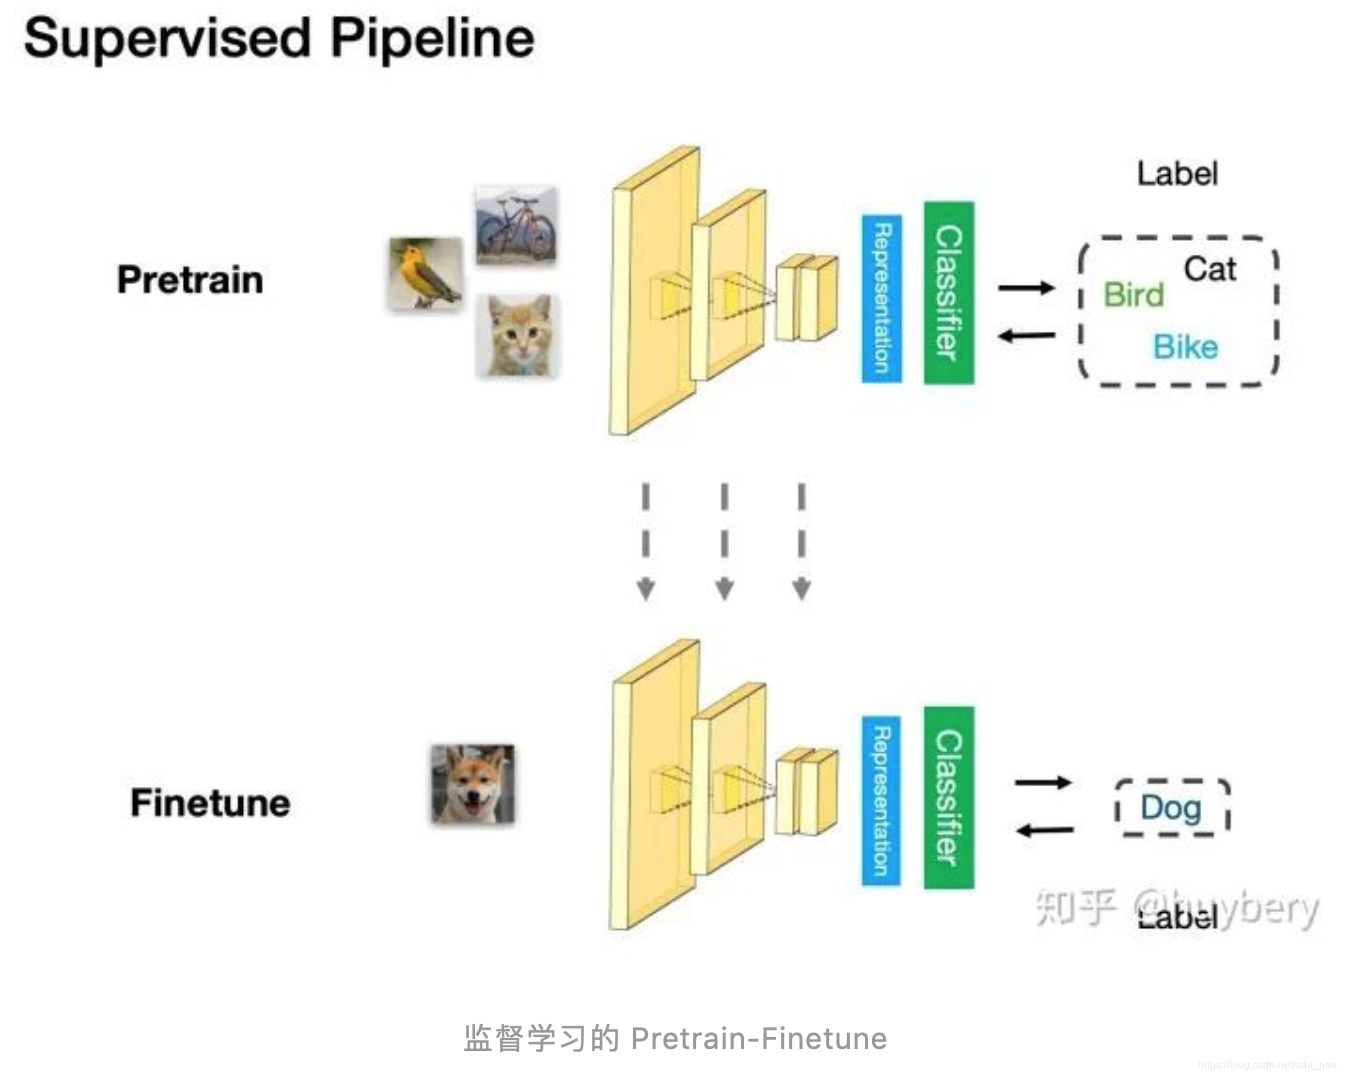 Supervised Pipeline
Label
Pretrain
Representation
Classifier
Cat
Bird
Bike
Finetune
Representation
Classifier
Dog
知乎 @huybery
Label
监督学习的 Pretrain-Finetune
https://blog.csdn.net/sdu_hao